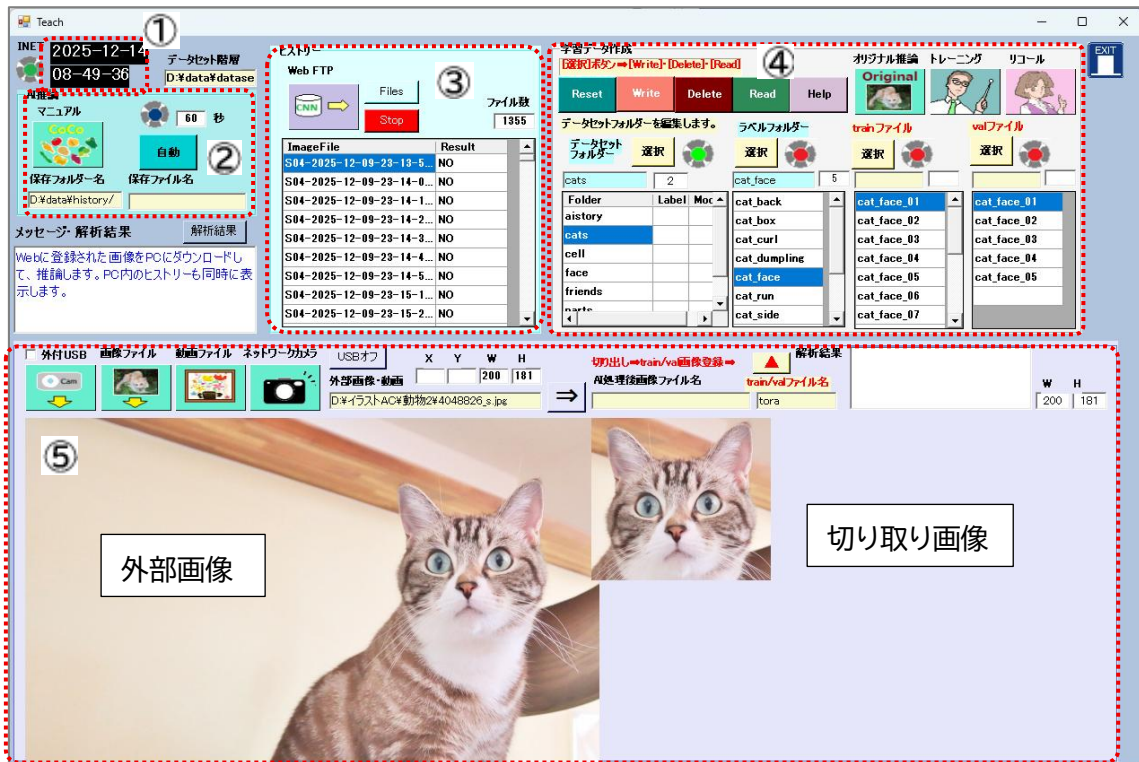 Teach
①
INET
2025-12-14
08-49-36
データセット階層
D:¥data¥datase
AI推論
マニュアル
CoCo
60 秒
自動
②
保存フォルダー名 保存ファイル名
D:¥data¥history/
メッセージ・解析結果 解析結果
Webに登録された画像をPCにダウンロードし
て、推論します。PC内のヒストリーも同時に表
示します。
ヒストリー
Web FTP
③
CNN
Files
Stop
ファイル数
1355
ImageFile Result
S04-2025-12-09-23-13-5... NO
S04-2025-12-09-23-14-0... NO
S04-2025-12-09-23-14-1... NO
S04-2025-12-09-23-14-2... NO
S04-2025-12-09-23-14-3... NO
S04-2025-12-09-23-14-4... NO
S04-2025-12-09-23-14-5... NO
S04-2025-12-09-23-15-1... NO
S04-2025-12-09-23-15-2... NO
学習データ作成
[選択]ボタン➡[Write]-[Delete]-[Read]
④
オリジナル推論 トレーニング リコール
Original
EXIT
Reset Write Delete Read Help
データセットフォルダーを編集します。
データセット
フォルダー
選択
cats 2
Folder Label Moc
aistory
cats
cell
face
friends
parts
ラベルフォルダー
選択
cat_face 5
cat_back
cat_box
cat_curl
cat_dumpling
cat_face
cat_run
cat_side
trainファイル
選択
cat_face_01
cat_face_02
cat_face_03
cat_face_04
cat_face_05
cat_face_06
cat_face_07
valファイル
選択
cat_face_01
cat_face_02
cat_face_03
cat_face_04
cat_face_05
外付USB 画像ファイル 動画ファイル ネットワークカメラ
Cam
USBオフ X Y W H
外部画像・動画 200 181
D:¥イラストAC¥動物2¥4048826_s.jpg
⇒
切り出し➡train/val画像登録➡
▲
解析結果
AI処理後画像ファイル名 train/valファイル名
tora
W H
200 181
⑤
外部画像
切り取り画像